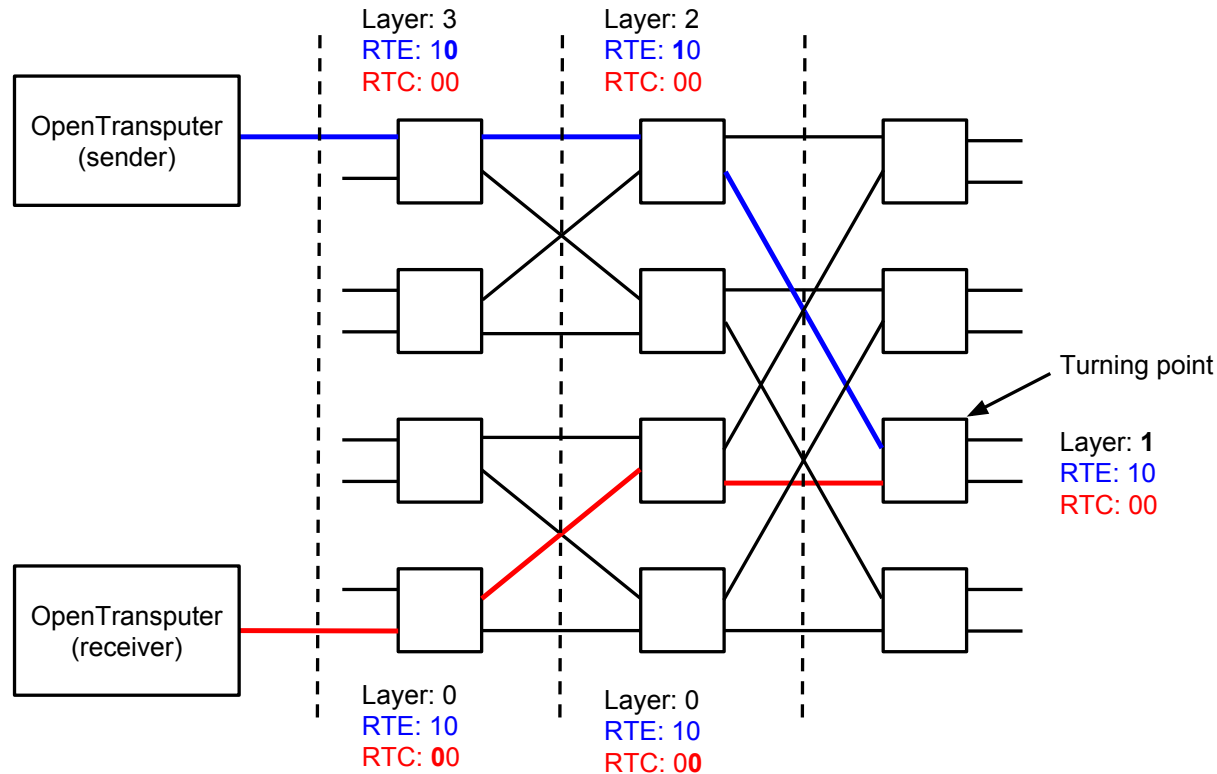 Layer: 3
RTE: 10
RTC: 00
Layer: 2
RTE: 10
RTC: 00
OpenTransputer
(sender)
Turning point
Layer: 1
RTE: 10
RTC: 00
OpenTransputer
(receiver)
Layer: 0
RTE: 10
RTC: 00
Layer: 0
RTE: 10
RTC: 00